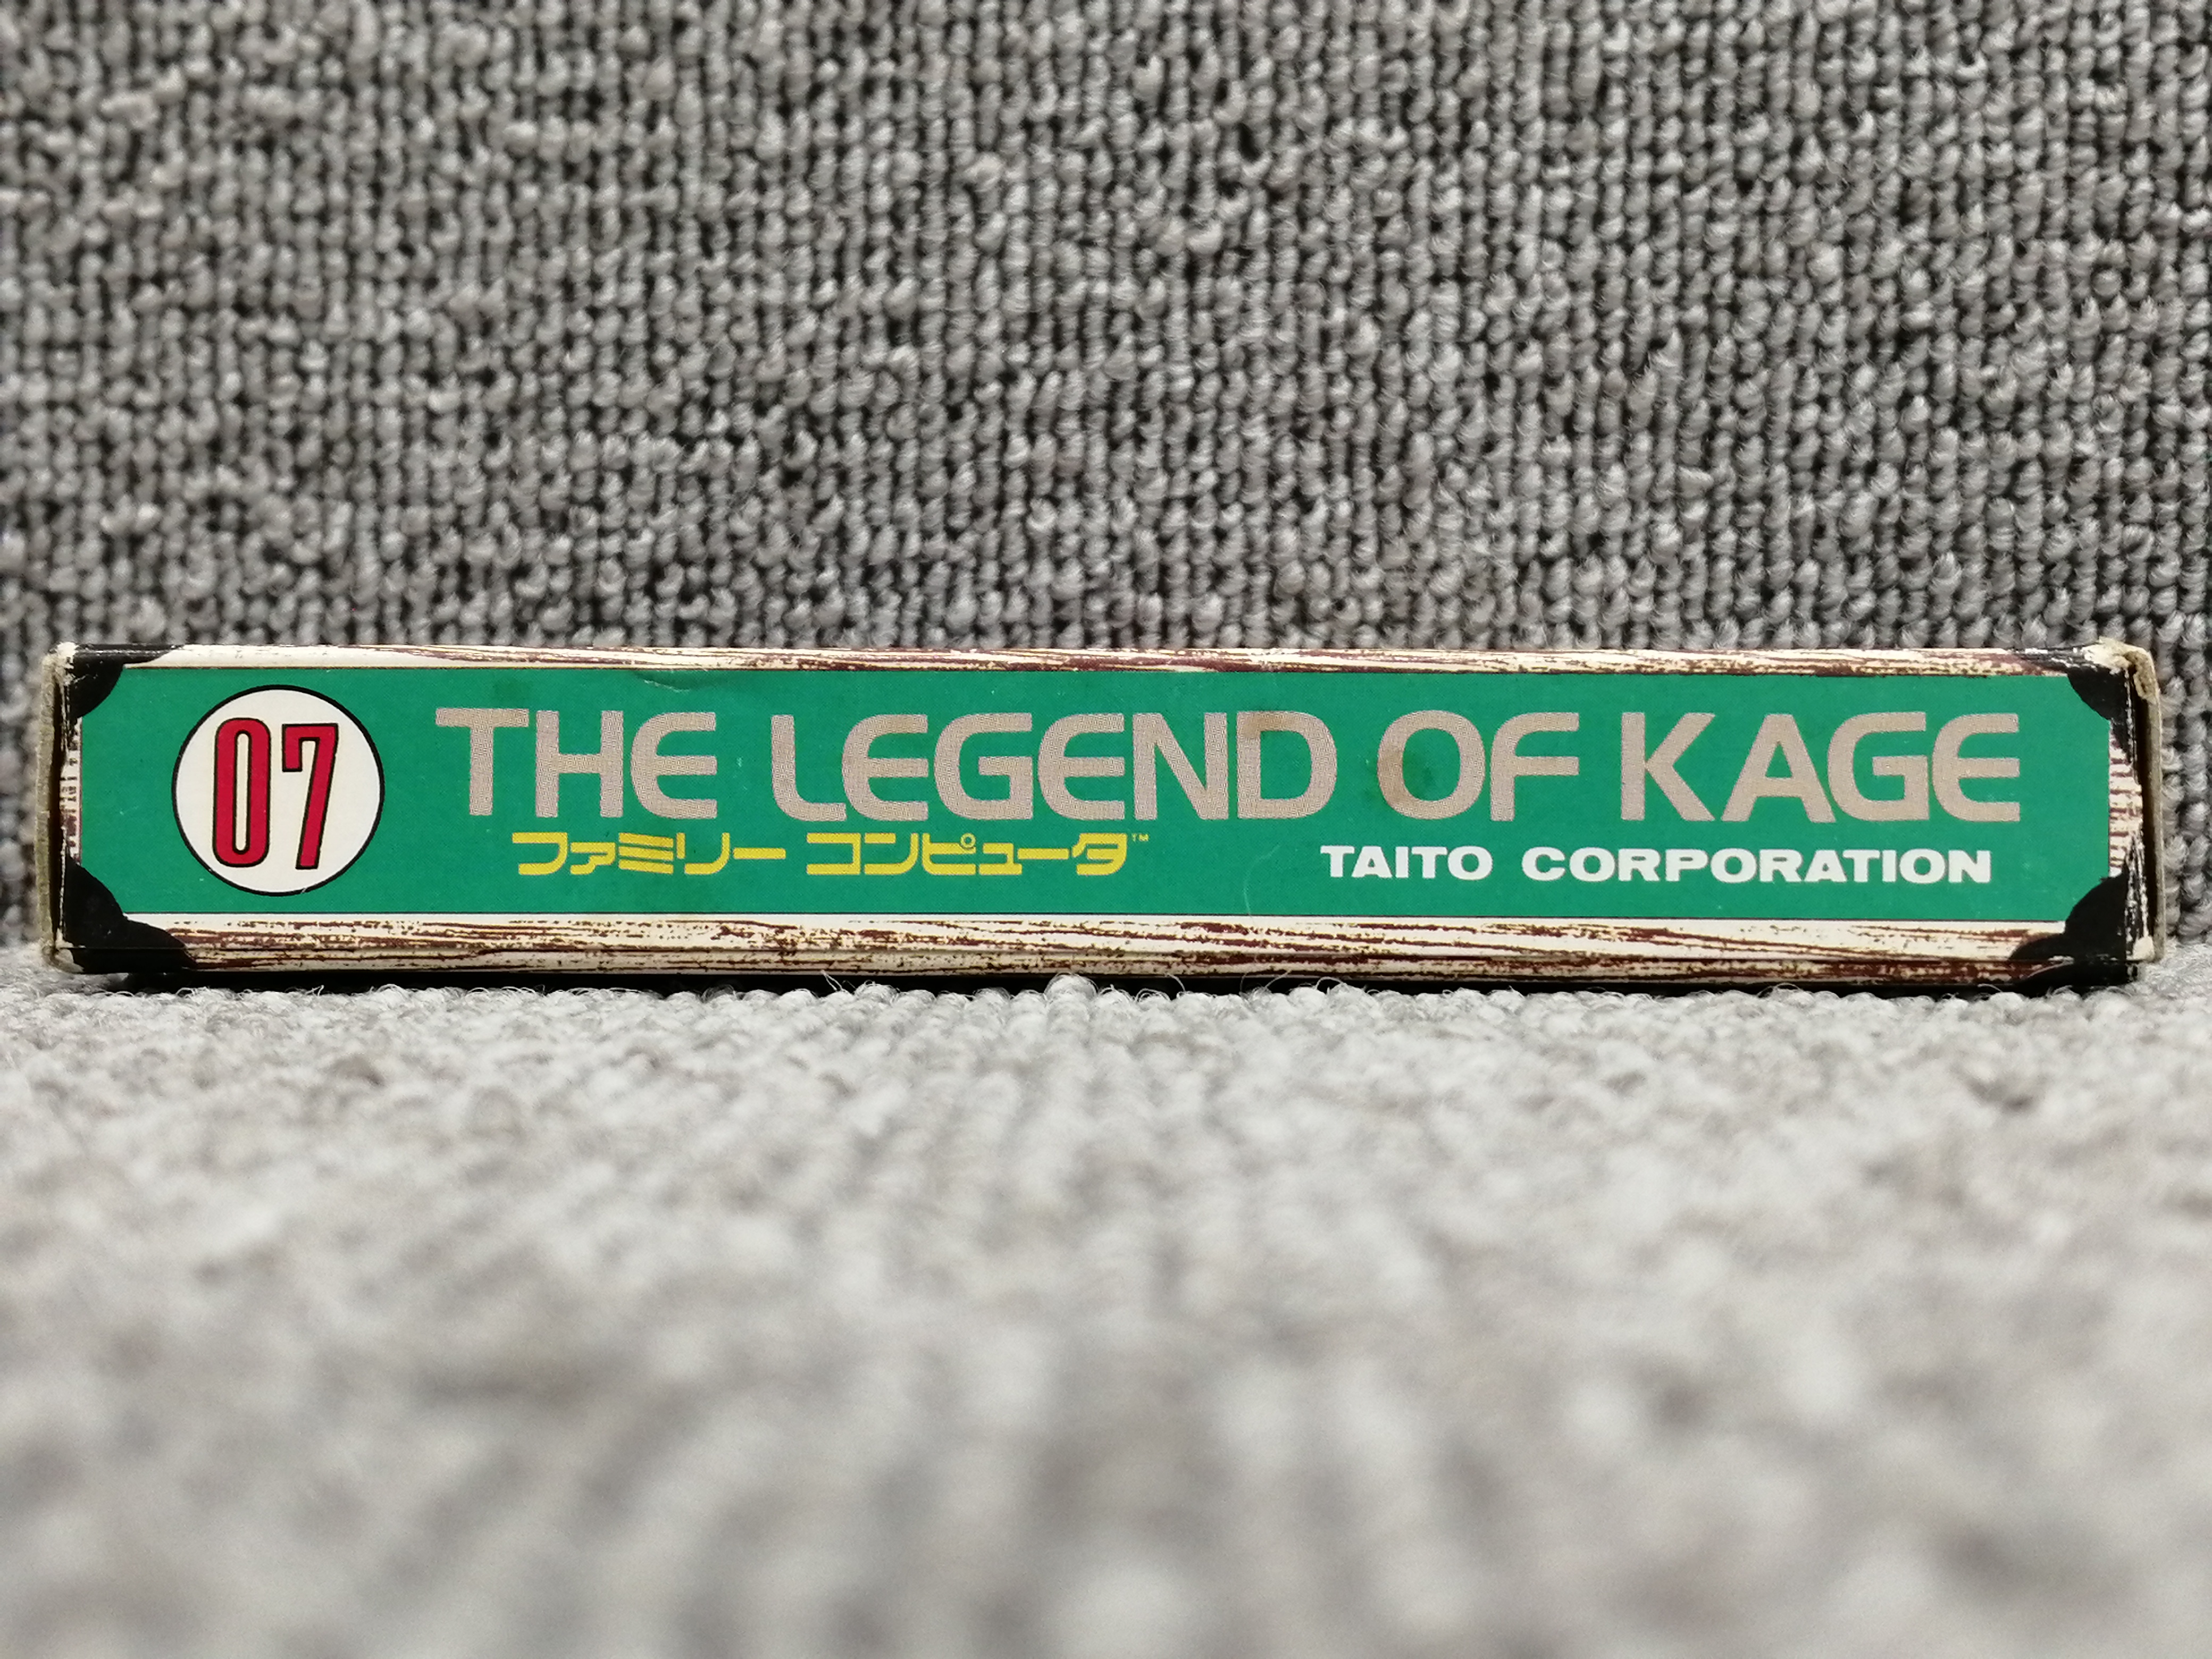 07
THE LEGEND OF KAGE
ファミリー コンピュータ™
TAITO CORPORATION